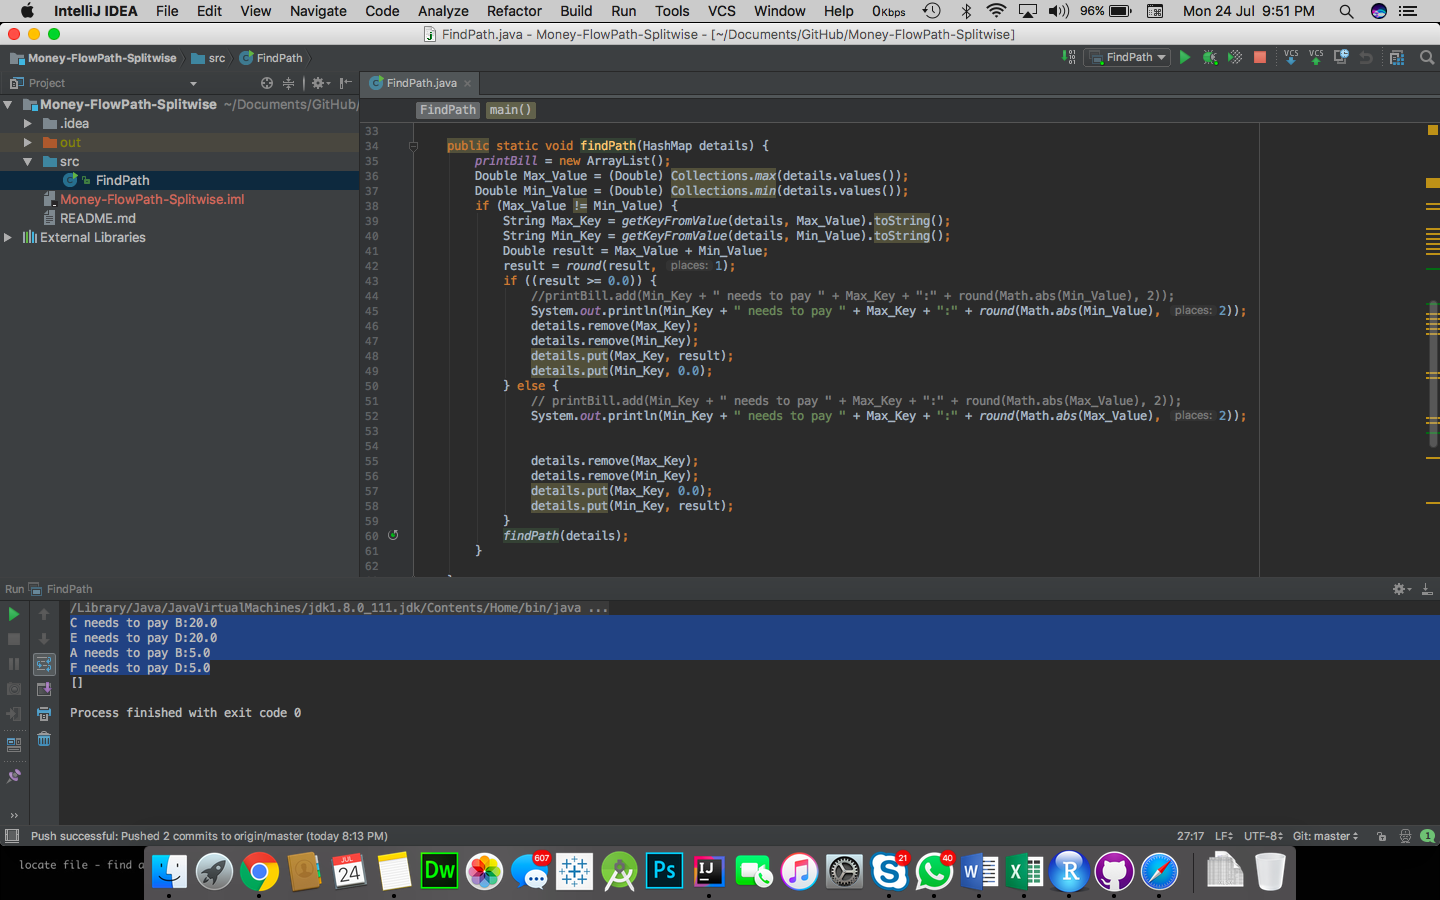 IntelliJ IDEA File Edit View Navigate Code Analyze Refactor Build Run Tools VCS Window Help 0Kbps 96% Mon 24 Jul 9:51 PM
FindPath.java - Money-FlowPath-Splitwise - [~/Documents/GitHub/Money-FlowPath-Splitwise]
Money-FlowPath-Splitwise src FindPath
FindPath
VCS VCS
Project
FindPath.java
Money-FlowPath-Splitwise ~/Documents/GitHub/
.idea
out
src
FindPath
Money-FlowPath-Splitwise.iml
README.md
External Libraries
FindPath main()
33
34 public static void findPath(HashMap details) {
35 printBill = new ArrayList();
36 Double Max_Value = (Double) Collections.max(details.values());
37 Double Min_Value = (Double) Collections.min(details.values());
38 if (Max_Value != Min_Value) {
39 String Max_Key = getKeyFromValue(details, Max_Value).toString();
40 String Min_Key = getKeyFromValue(details, Min_Value).toString();
41 Double result = Max_Value + Min_Value;
42 result = round(result, places: 1);
43 if ((result >= 0.0)) {
44 //printBill.add(Min_Key + " needs to pay " + Max_Key + ":" + round(Math.abs(Min_Value), 2));
45 System.out.println(Min_Key + " needs to pay " + Max_Key + ":" + round(Math.abs(Min_Value), places: 2));
46 details.remove(Max_Key);
47 details.remove(Min_Key);
48 details.put(Max_Key, result);
49 details.put(Min_Key, 0.0);
50 } else {
51 // printBill.add(Min_Key + " needs to pay " + Max_Key + ":" + round(Math.abs(Max_Value), 2));
52 System.out.println(Min_Key + " needs to pay " + Max_Key + ":" + round(Math.abs(Max_Value), places: 2));
53
54
55 details.remove(Max_Key);
56 details.remove(Min_Key);
57 details.put(Max_Key, 0.0);
58 details.put(Min_Key, result);
59 }
60 findPath(details);
61 }
62
Run FindPath
/Library/Java/JavaVirtualMachines/jdk1.8.0_111.jdk/Contents/Home/bin/java ...
C needs to pay B:20.0
E needs to pay D:20.0
A needs to pay B:5.0
F needs to pay D:5.0
[]
Process finished with exit code 0
Push successful: Pushed 2 commits to origin/master (today 8:13 PM) 27:17 LF UTF-8 Git: master 1
locate file - find
JUL 24 Dw 607 Ps IJ 21 40 W X R